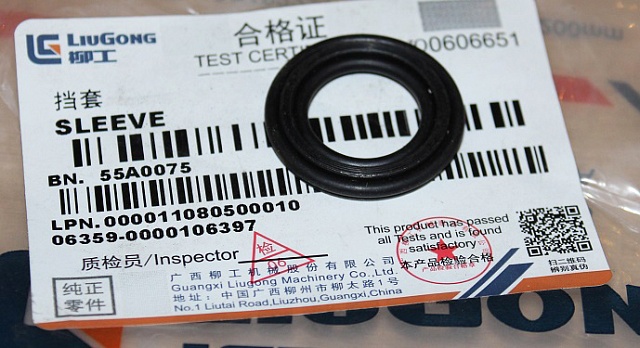 LIUGONG
柳工
合格证
TEST
00606651
挡套
SLEEVE
BN. 55A0075
LPN.000011080500010
06359-0000106397
质检员/Inspector
检
06
This product has passed
all Tests and is found
satisfactory
本产品检验合格
扫二维码
辨别真伪
纯正
零件
广西柳工机械股份有限公司
Guangxi Liugong Machinery Co.,Ltd.
地址：中国广西柳州市柳太路1号
No.1 Liutai Road,Liuzhou,Guangxi,China